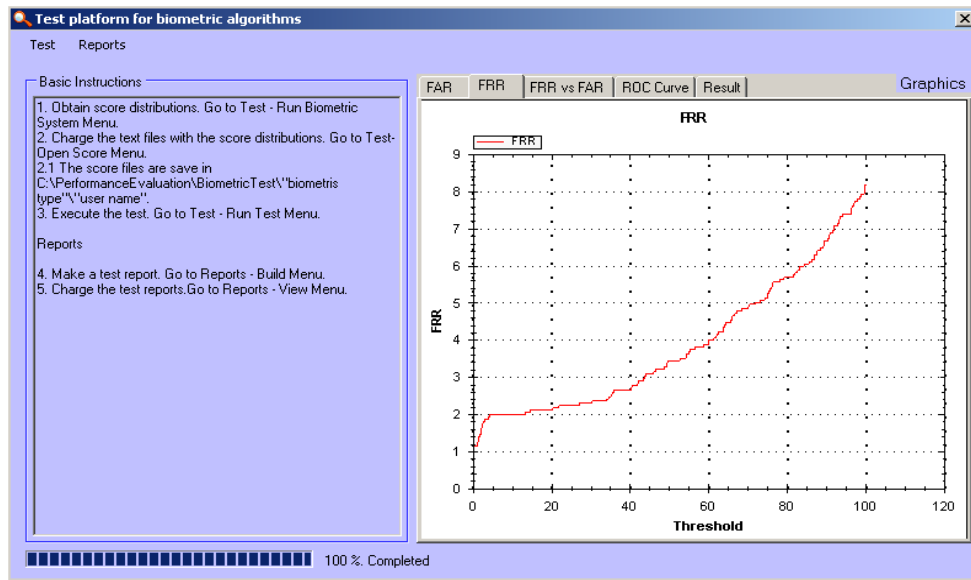 Test platform for biometric algorithms
Test Reports
Basic Instructions
1. Obtain score distributions. Go to Test - Run Biometric
System Menu.
2. Charge the text files with the score distributions. Go to Test-
Open Score Menu.
2.1 The score files are save in
C:\PerformanceEvaluation\BiometricTest\"biometris
type"\"user name".
3. Execute the test. Go to Test - Run Test Menu.
Reports
4. Make a test report. Go to Reports - Build Menu.
5. Charge the test reports.Go to Reports - View Menu.
100 %. Completed
FAR FRR FRR vs FAR ROC Curve Result Graphics
FRR
FRR
9
8
7
6
5
4
3
2
1
0
FRR
0 20 40 60 80 100 120
Threshold